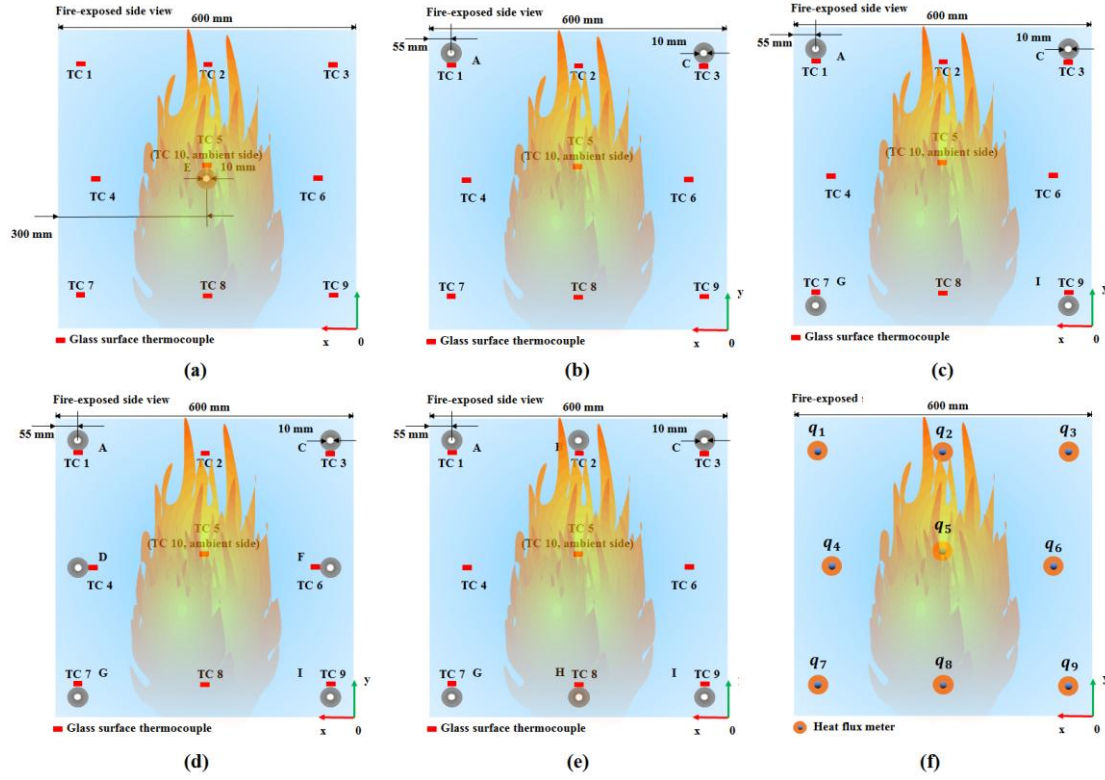 Fire-exposed side view
600 mm
TC 1
TC 2
TC 3
TC 5
(TC 10, ambient side)
E
10 mm
TC 4
TC 6
300 mm
TC 7
TC 8
TC 9
y
x
0
Glass surface thermocouple
(a)
Fire-exposed side view
600 mm
55 mm
10 mm
A
C
TC 1
TC 2
TC 3
TC 5
(TC 10, ambient side)
TC 4
TC 6
TC 7
TC 8
TC 9
y
x
0
Glass surface thermocouple
(b)
Fire-exposed side view
600 mm
55 mm
10 mm
A
C
TC 1
TC 2
TC 3
TC 5
(TC 10, ambient side)
TC 4
TC 6
TC 7
G
TC 8
I
TC 9
x
0
Glass surface thermocouple
(c)
Fire-exposed side view
600 mm
55 mm
10 mm
A
C
TC 1
TC 2
TC 3
TC 5
(TC 10, ambient side)
D
F
TC 4
TC 6
TC 7
G
TC 8
I
TC 9
y
x
0
Glass surface thermocouple
(d)
Fire-exposed side view
600 mm
55 mm
10 mm
A
C
TC 1
TC 2
TC 3
TC 5
(TC 10, ambient side)
TC 4
TC 6
TC 7
G
H
TC 8
I
TC 9
x
0
Glass surface thermocouple
(e)
Fire-exposed
600 mm
q1
q2
q3
q5
q4
q6
q7
q8
q9
x
0
Heat flux meter
(f)